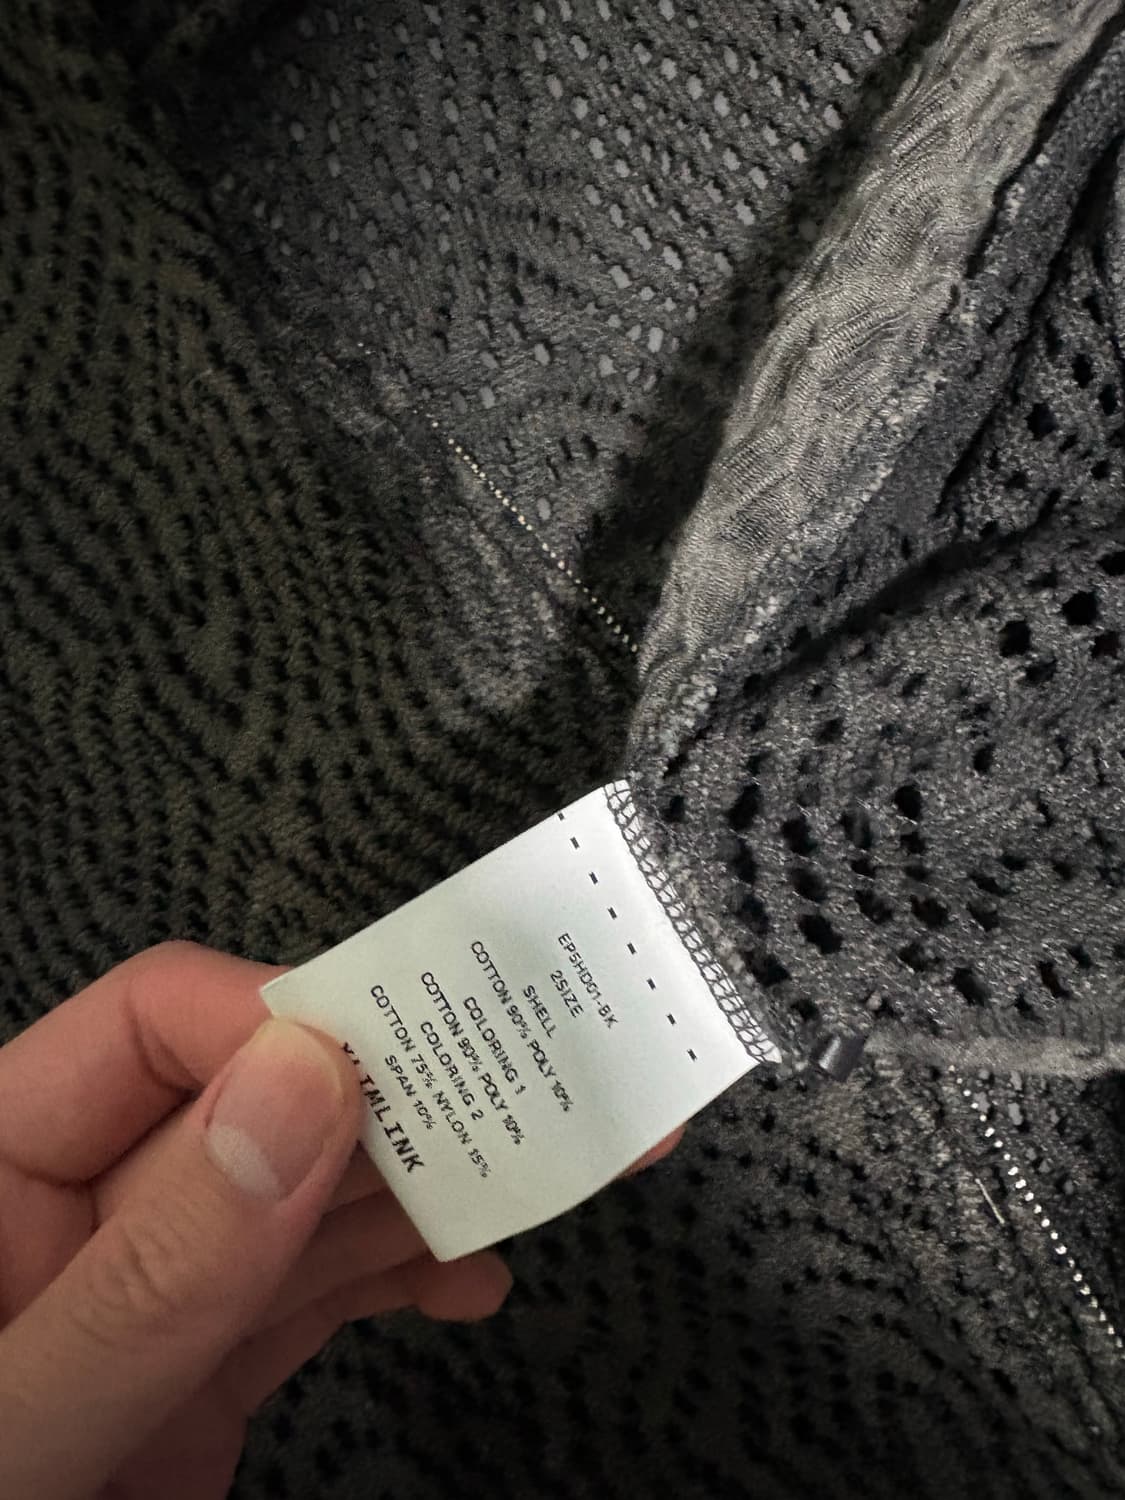 EP5HD01-BK
2SIZE
SHELL
COTTON 90% POLY 10%
COLORING 1
COTTON 90% POLY 10%
COLORING 2
COTTON 75% NYLON 15%
SPAN 10%